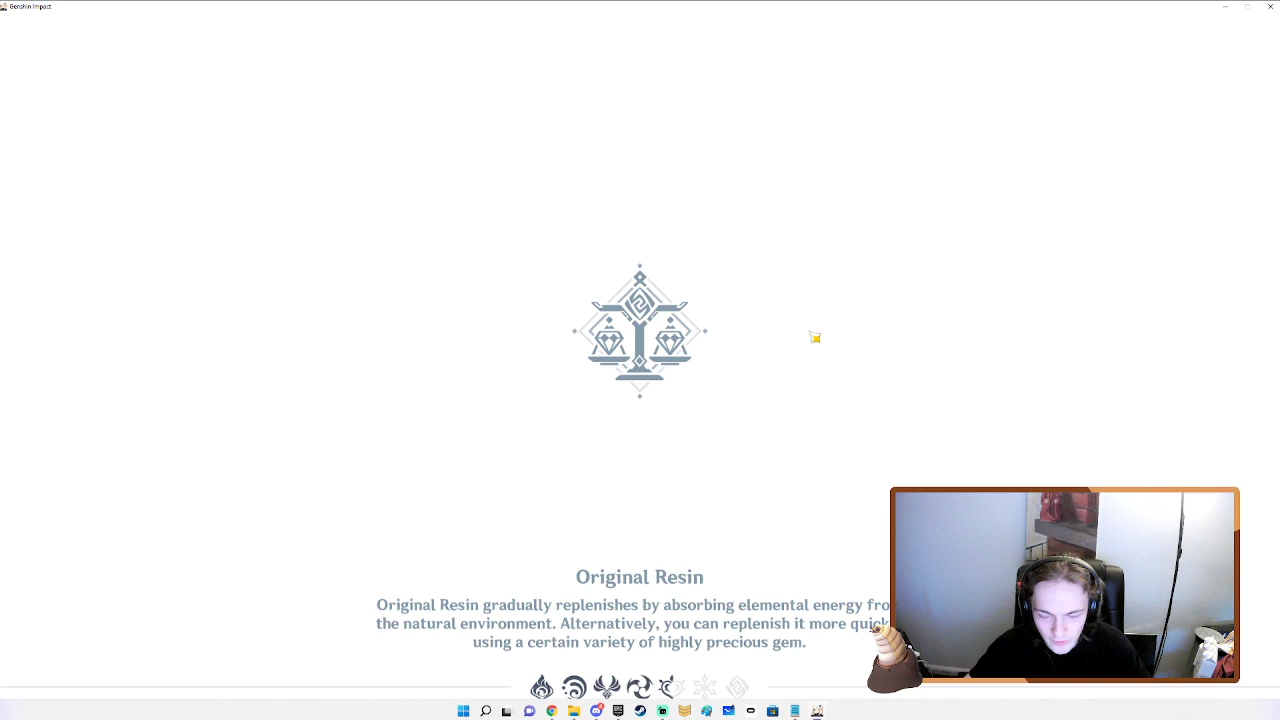 Genshin Impact
Original Resin
Original Resin gradually replenishes by absorbing elemental energy fro
the natural environment. Alternatively, you can replenish it more quick
using a certain variety of highly precious gem.